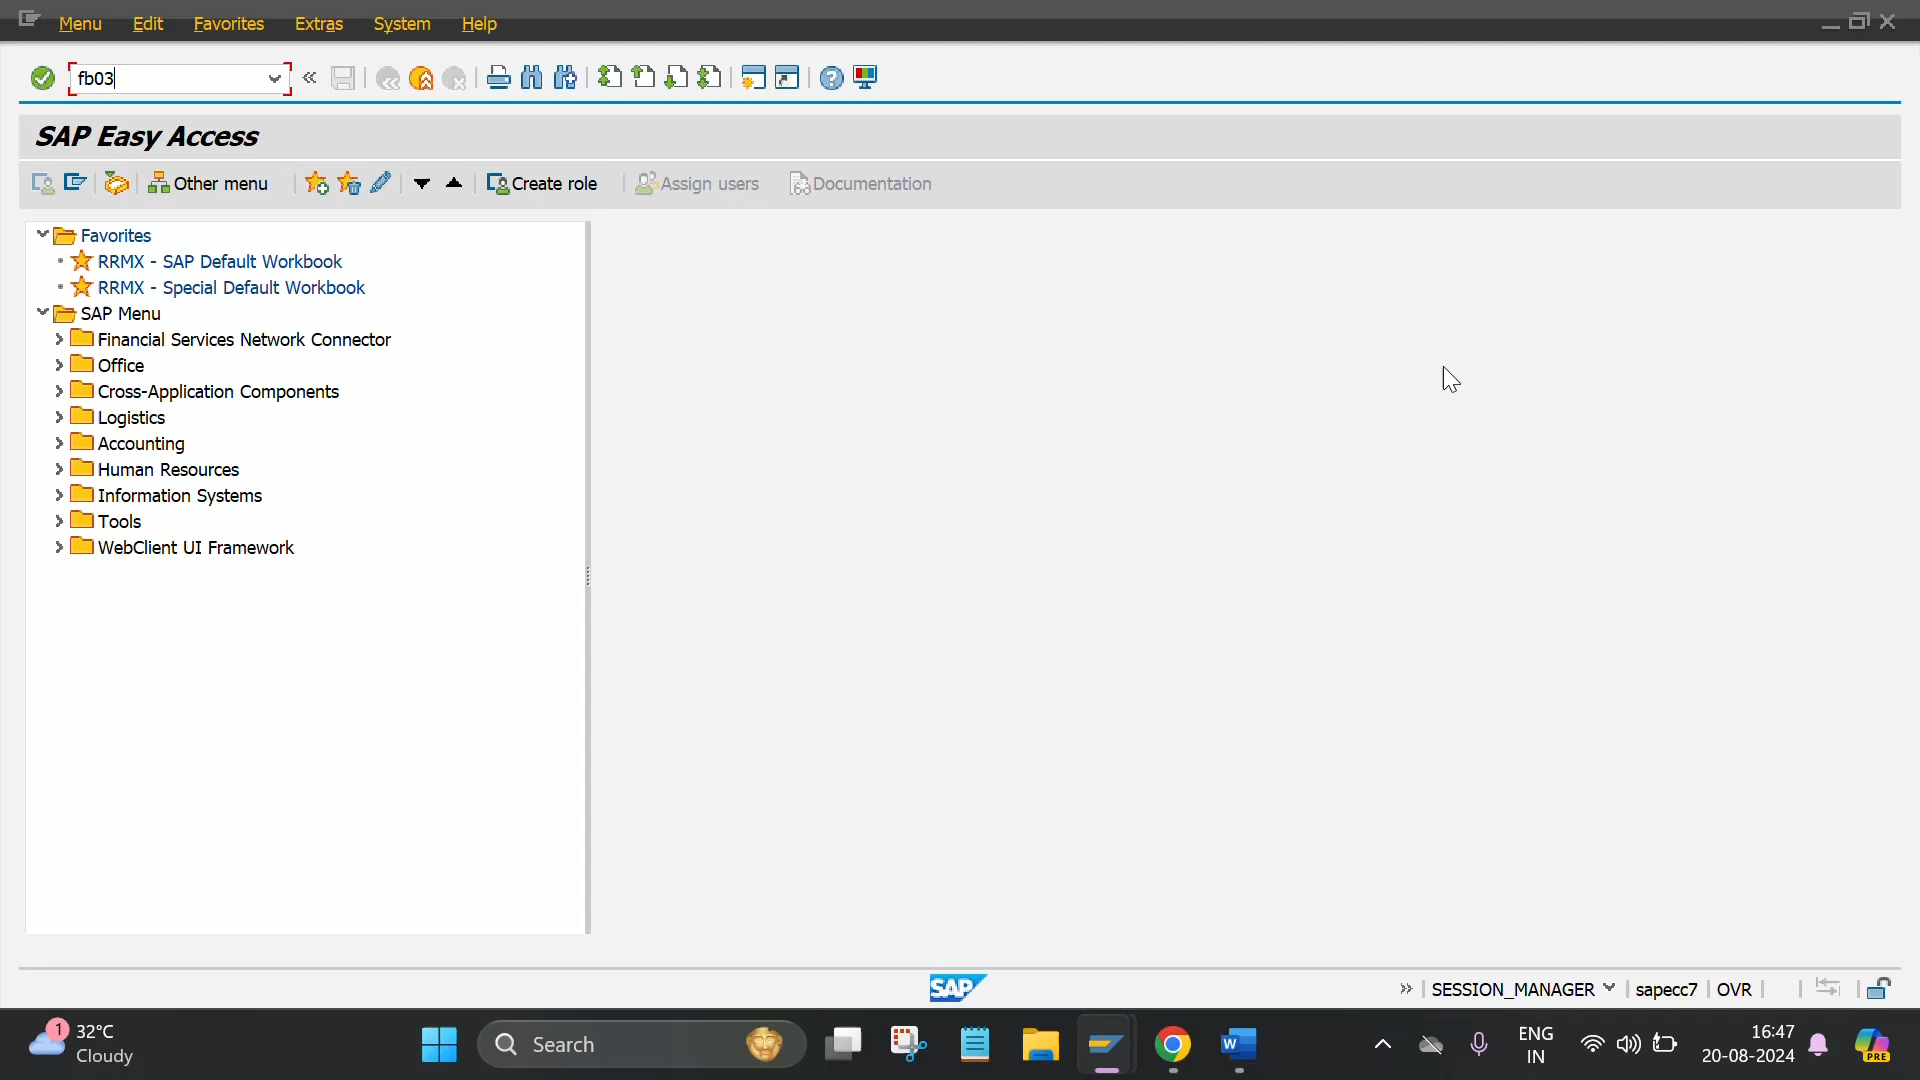 Menu Edit Favorites Extras System Help
fb03
SAP Easy Access
Other menu Create role Assign users Documentation
Favorites
RRMX - SAP Default Workbook
RRMX - Special Default Workbook
SAP Menu
Financial Services Network Connector
Office
Cross-Application Components
Logistics
Accounting
Human Resources
Information Systems
Tools
WebClient UI Framework
SAP SESSION_MANAGER sapecc7 OVR
1 32°C
Cloudy
Search
W
ENG
IN
16:47
20-08-2024
PRE